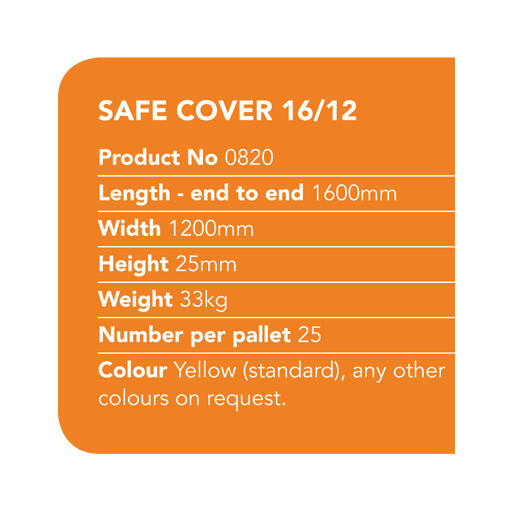 SAFE COVER 16/12
Product No 0820
Length - end to end 1600mm
Width 1200mm
Height 25mm
Weight 33kg
Number per pallet 25
Colour Yellow (standard), any other
colours on request.